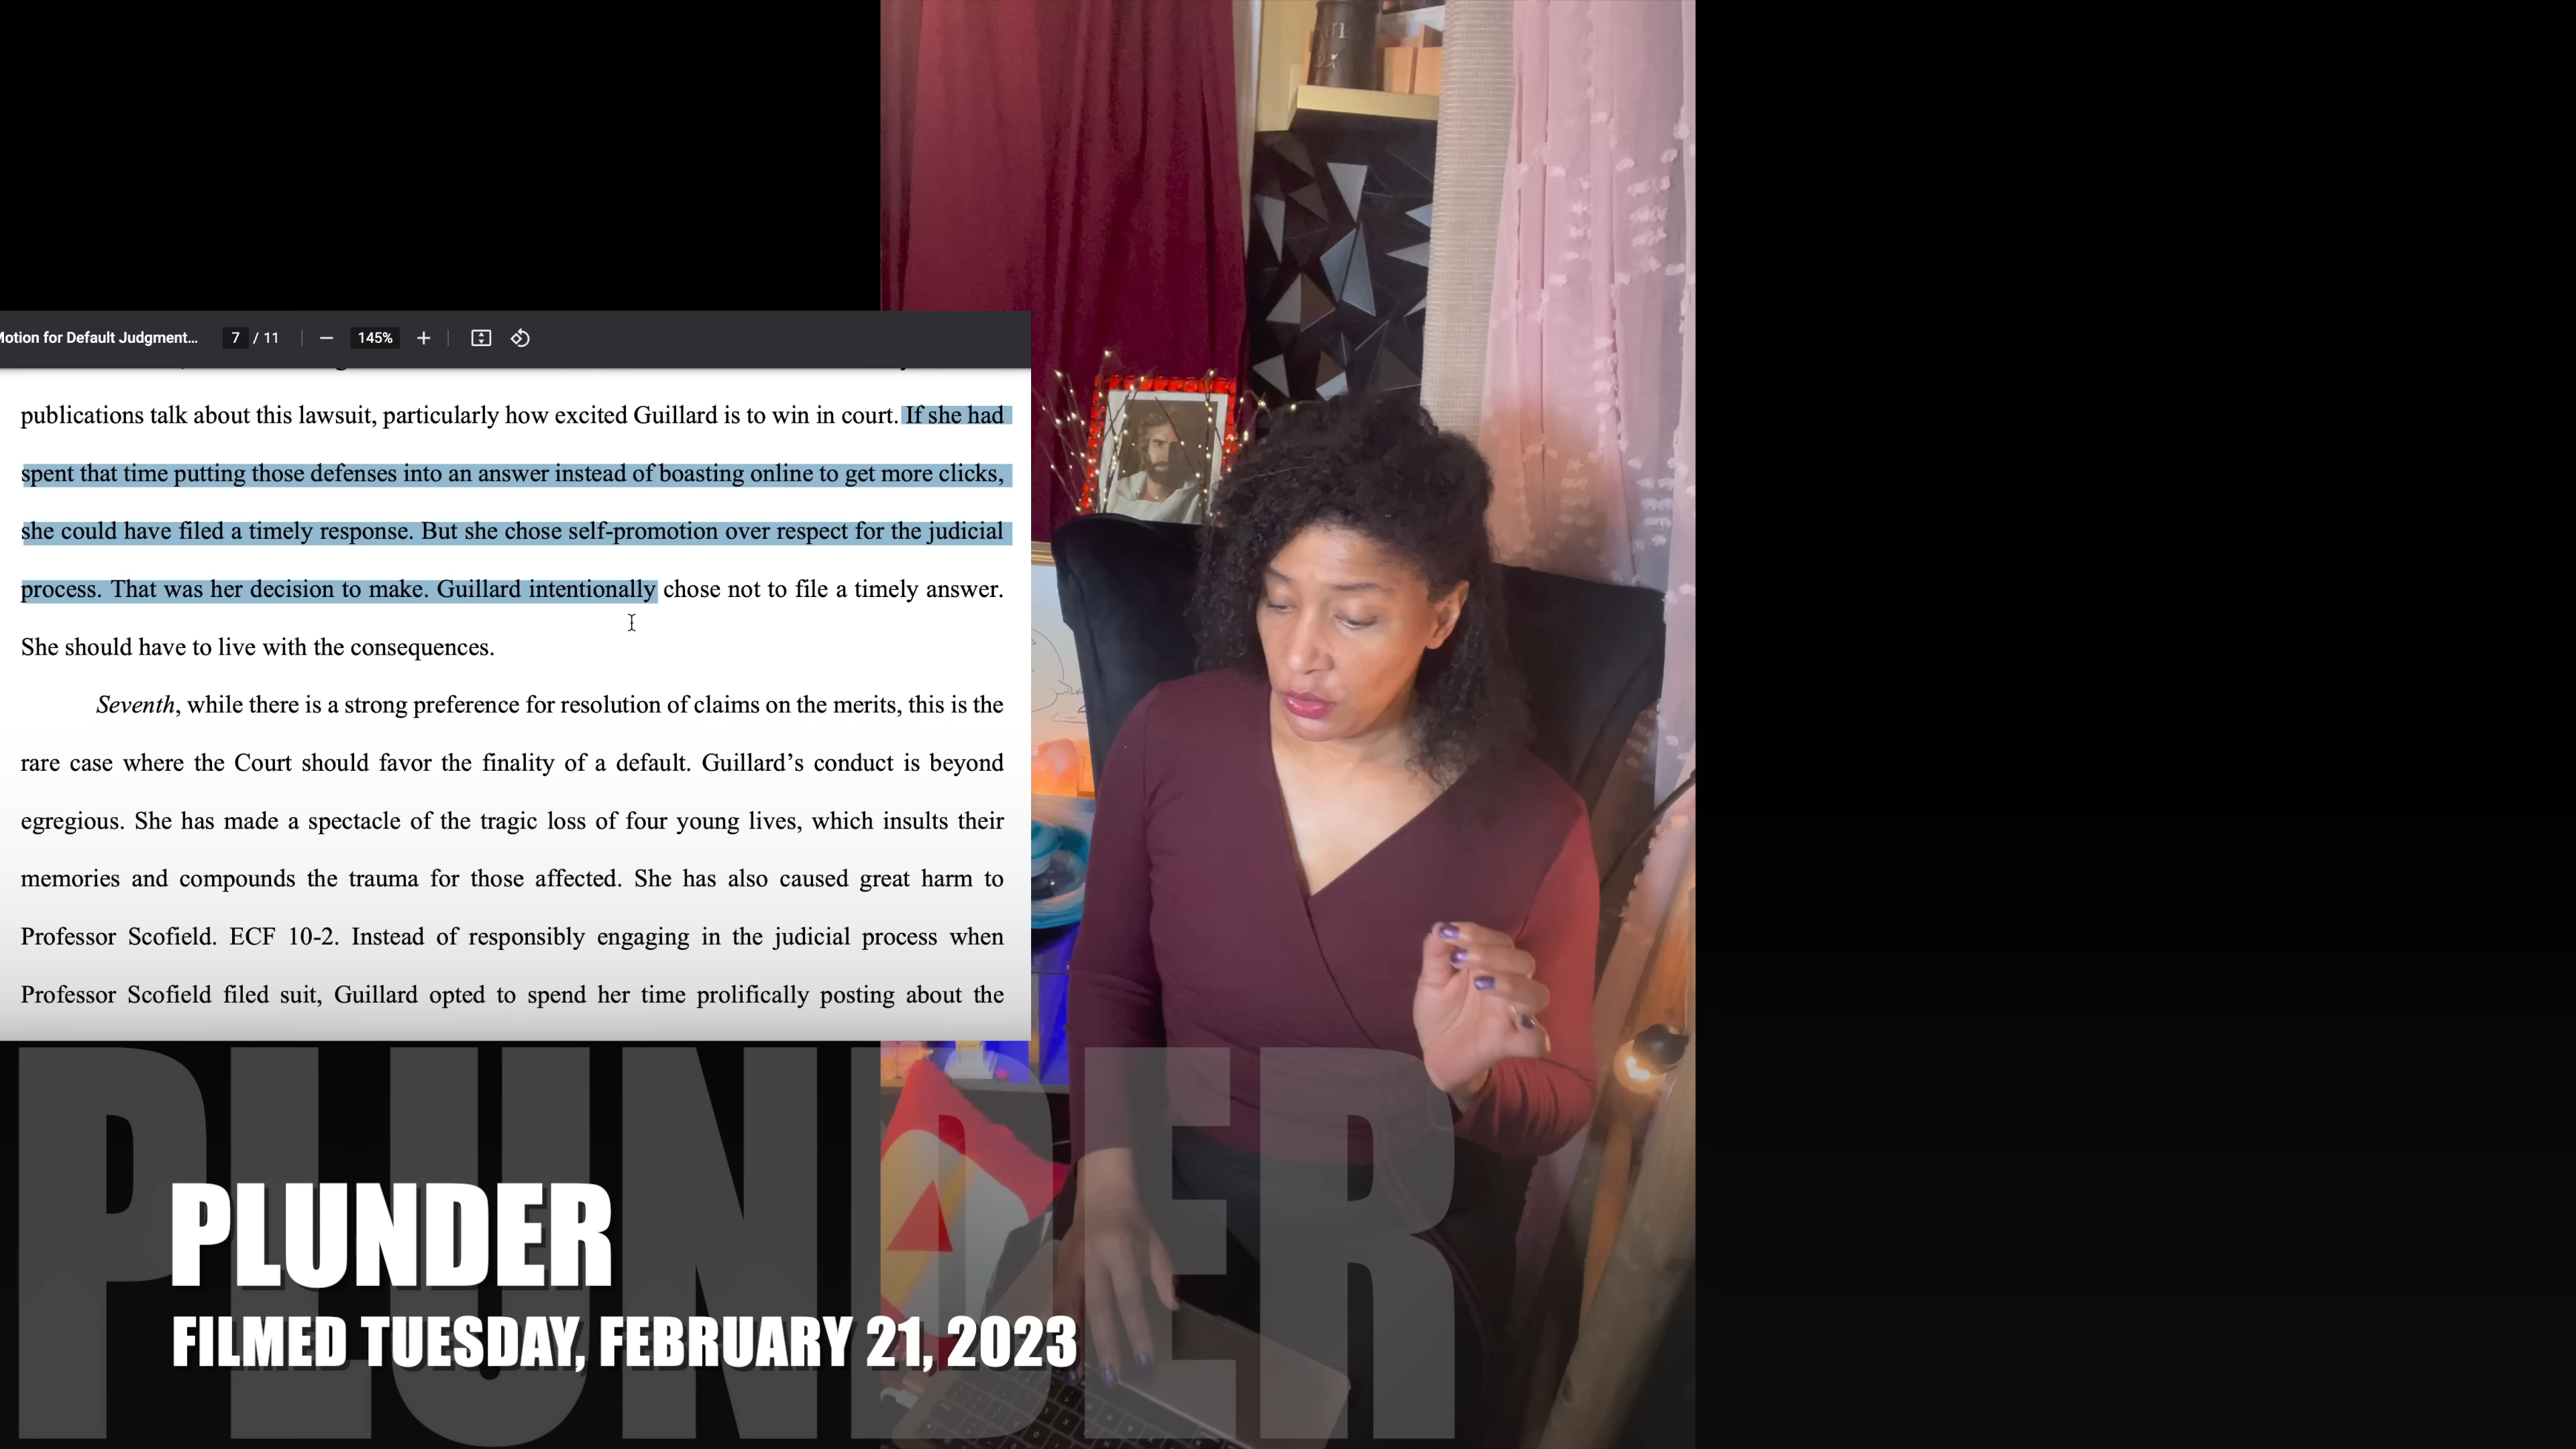 Motion for Default Judgment... 7 / 11 − 145% +
publications talk about this lawsuit, particularly how excited Guillard is to win in court. If she had
spent that time putting those defenses into an answer instead of boasting online to get more clicks,
she could have filed a timely response. But she chose self-promotion over respect for the judicial
process. That was her decision to make. Guillard intentionally chose not to file a timely answer.
She should have to live with the consequences.
Seventh, while there is a strong preference for resolution of claims on the merits, this is the
rare case where the Court should favor the finality of a default. Guillard’s conduct is beyond
egregious. She has made a spectacle of the tragic loss of four young lives, which insults their
memories and compounds the trauma for those affected. She has also caused great harm to
Professor Scofield. ECF 10-2. Instead of responsibly engaging in the judicial process when
Professor Scofield filed suit, Guillard opted to spend her time prolifically posting about the
PLUNDER
PLUNDER
FILMED TUESDAY, FEBRUARY 21, 2023